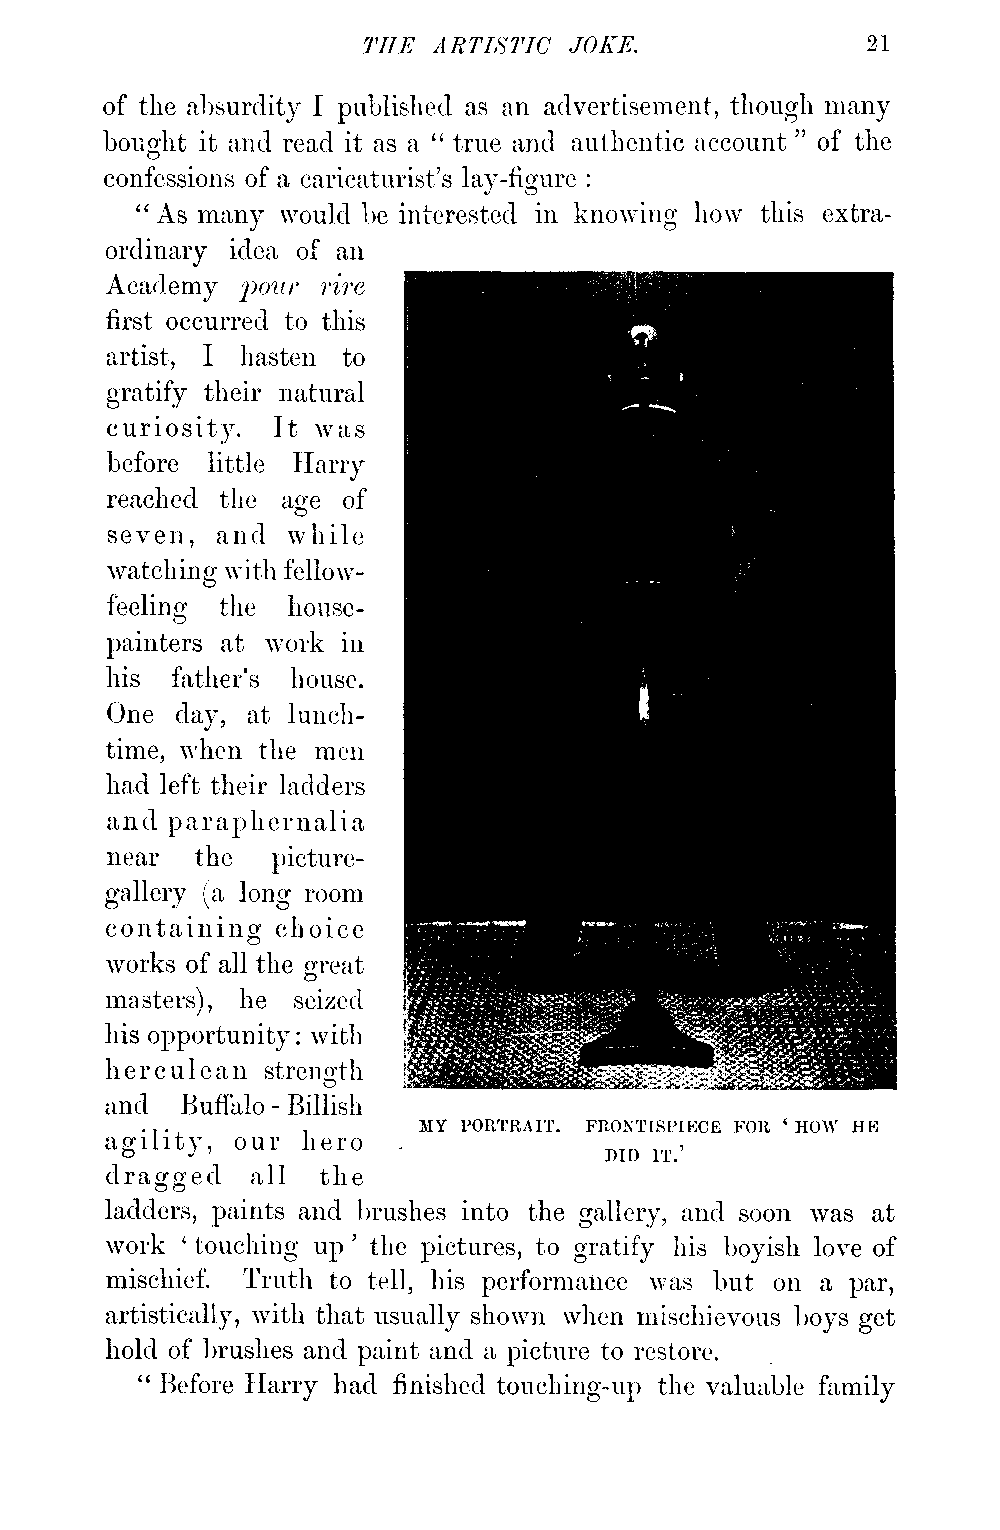 THE ARTISTIC JOKE. 21
of the absurdity I published as an advertisement, though many
bought it and read it as a “ true and authentic account ” of the
confessions of a caricaturist’s lay-figure :
“ As many would be interested in knowing how this extra-
ordinary idea of an
Academy pour rire
first occurred to this
artist, I hasten to
gratify their natural
curiosity. It was
before little Harry
reached the age of
seven, and while
watching with fellow-
feeling the house-
painters at work in
his father's house.
One day, at lunch-
time, when the men
had left their ladders
and paraphernalia
near the picture-
gallery (a long room
containing choice
works of all the great
masters), he seized
his opportunity: with
herculean strength
and Buffalo - Billish
agility, our hero
dragged all the
MY PORTRAIT. FRONTISPIECE FOR ‘ HOW HE
DID IT.’
ladders, paints and brushes into the gallery, and soon was at
work ‘ touching up ’ the pictures, to gratify his boyish love of
mischief. Truth to tell, his performance was but on a par,
artistically, with that usually shown when mischievous boys get
hold of brushes and paint and a picture to restore.
“ Before Harry had finished touching-up the valuable family